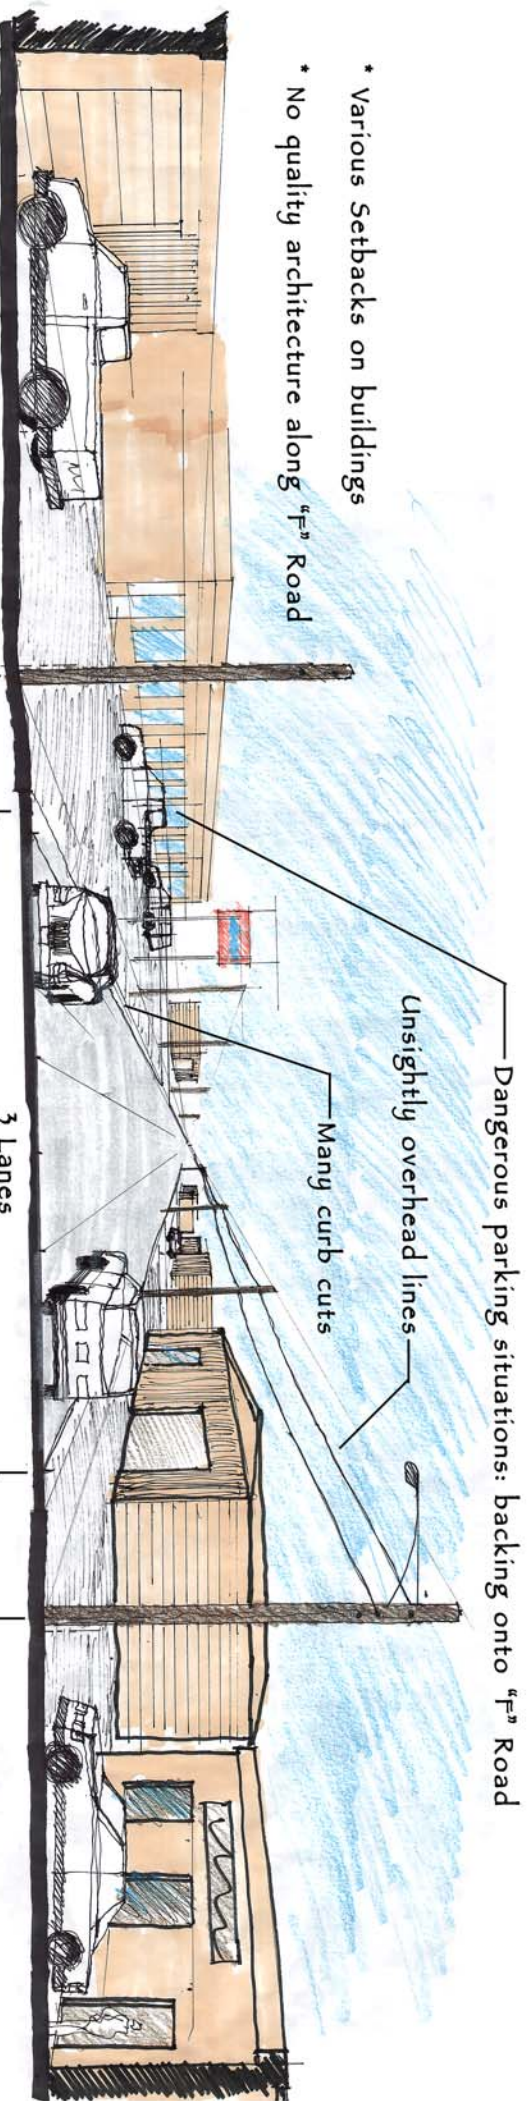 Dangerous parking situations: backing onto "F" Road
* Various Setbacks on buildings
* No quality architecture along "F" Road
Unsightly overhead lines
Many curb cuts
3 Lanes